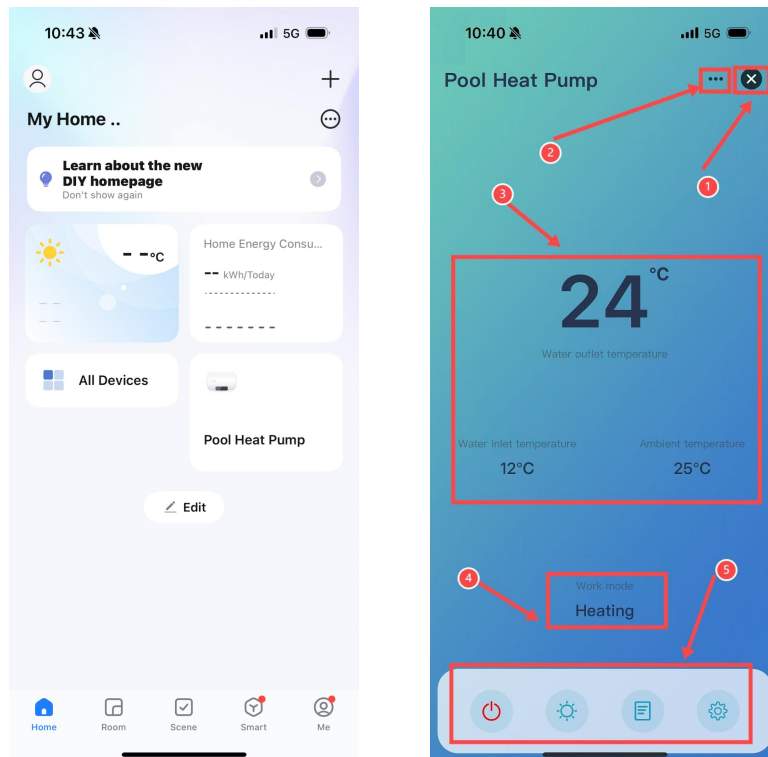 10:43 5G
My Home ..
Learn about the new
DIY homepage
Don't show again
– –°C
Home Energy Consu...
-- kWh/Today
All Devices
Pool Heat Pump
Edit
Home Room Scene Smart Me
10:40 5G
Pool Heat Pump
2
1
3
24°C
Water outlet temperature
Water inlet temperature Ambient temperature
12°C 25°C
4
5
Work mode
Heating